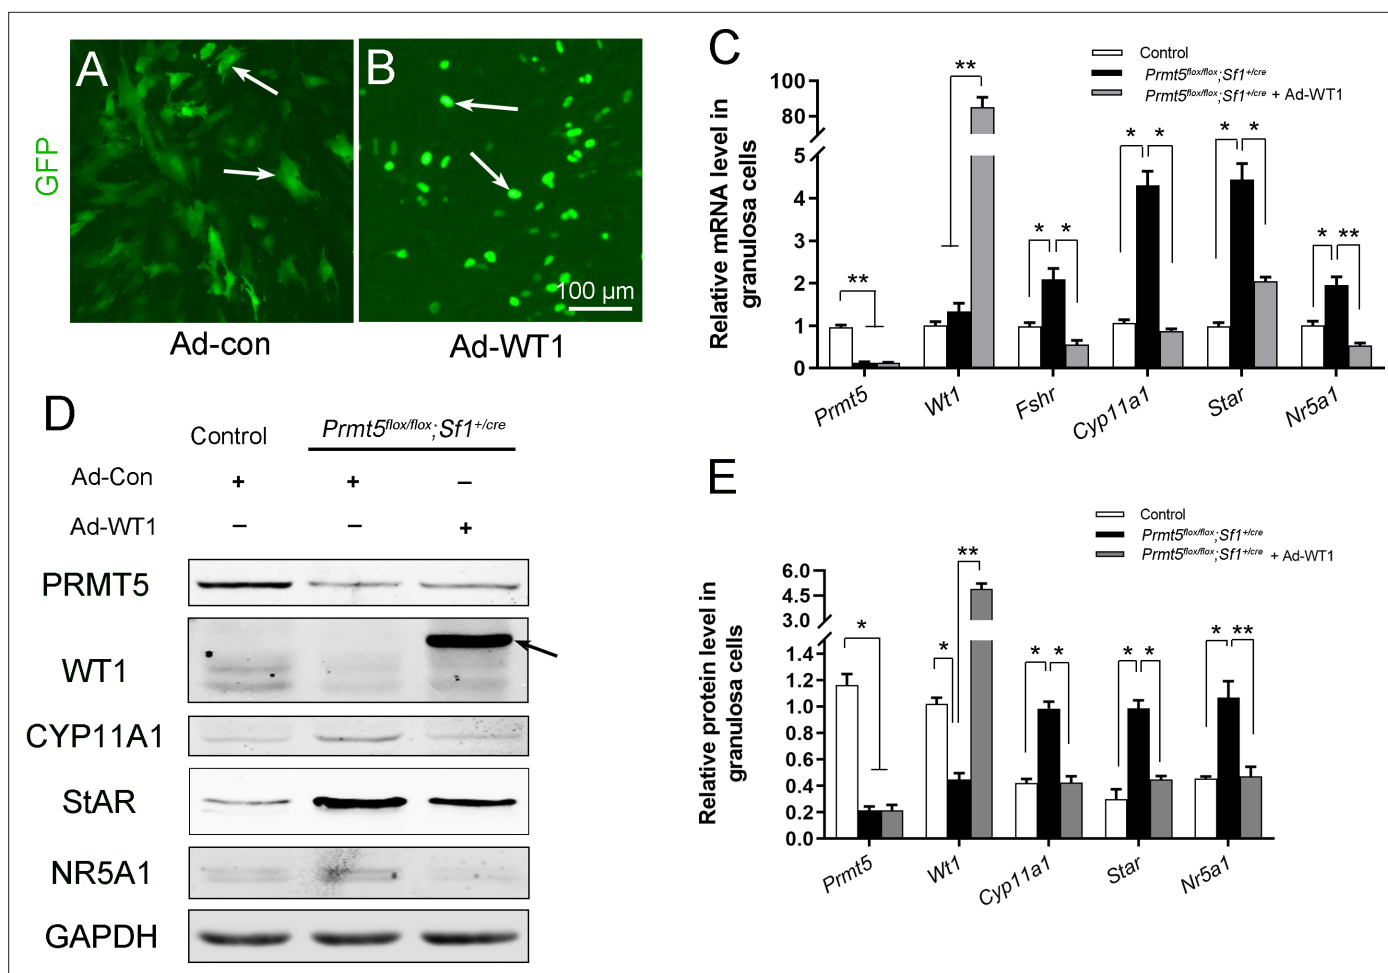 A
B
GFP
100 µm
Ad-con
Ad-WT1
C
Control
Prmt5flox/flox;Sf1+/cre
Prmt5flox/flox;Sf1+/cre + Ad-WT1
Relative mRNA level in
granulosa cells
100
80
5
4
3
2
1
0
**
**
* *
* *
* *
* **
Prmt5
Wt1
Fshr
Cyp11a1
Star
Nr5a1
D
Control
Prmt5flox/flox;Sf1+/cre
Ad-Con + + –
Ad-WT1 – – +
PRMT5
WT1
CYP11A1
StAR
NR5A1
GAPDH
E
Control
Prmt5flox/flox;Sf1+/cre
Prmt5flox/flox;Sf1+/cre + Ad-WT1
Relative protein level in
granulosa cells
6.0
4.5
3.0
1.4
1.2
1.0
0.8
0.6
0.4
0.2
0.0
*
* **
* *
* *
* **
Prmt5
Wt1
Cyp11a1
Star
Nr5a1